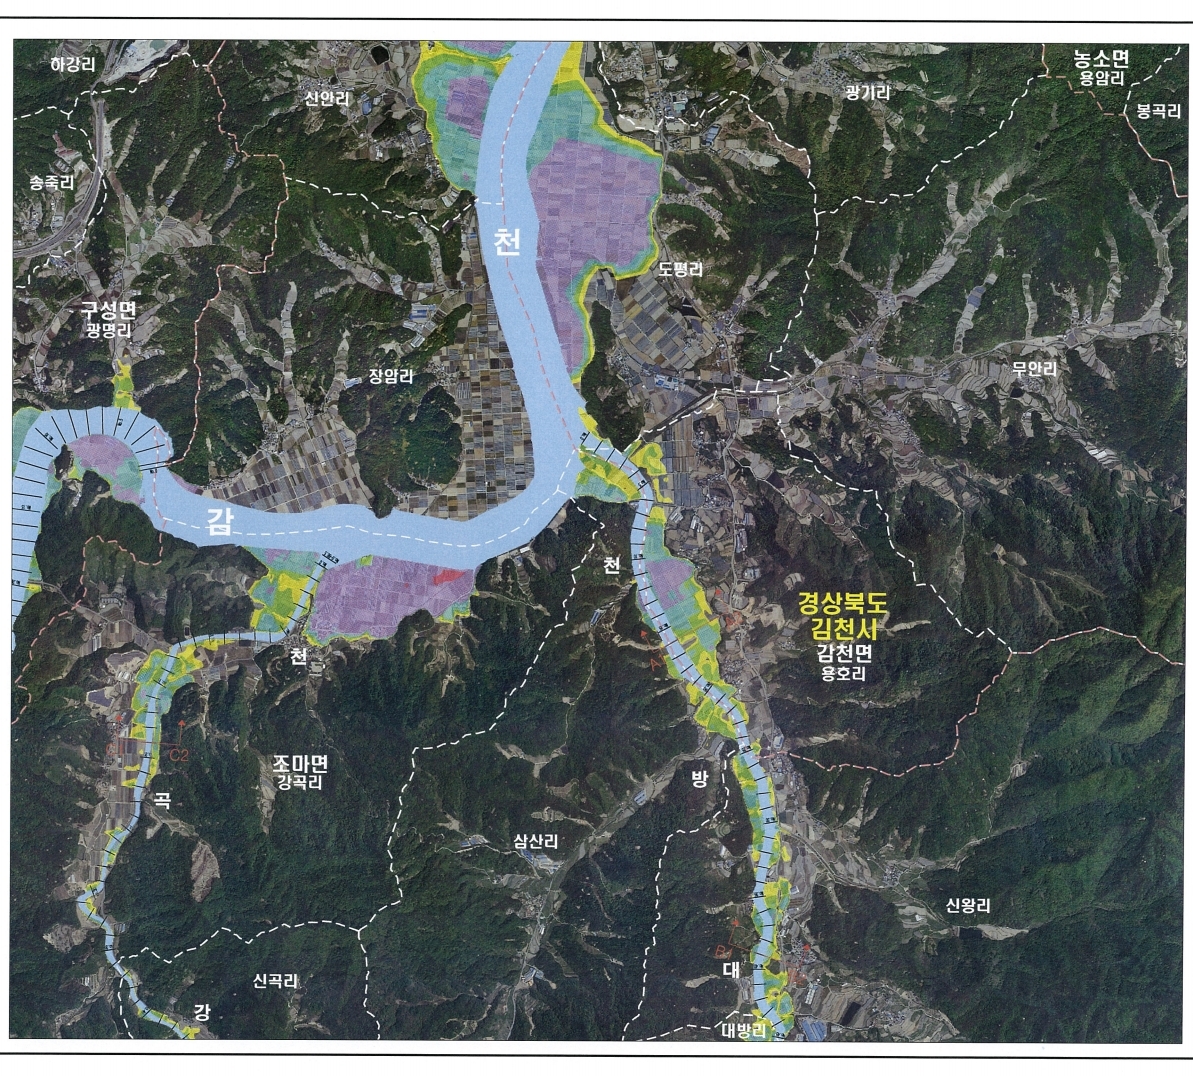 하강리
농소면
용암리
신안리
광기리
봉곡리
송죽리
천
도평리
구성면
광명리
장암리
무안리
감
천
경상북도
김천시
감천면
용호리
천
C2
조마면
강곡리
방
곡
삼산리
신왕리
대
신곡리
강
대방리